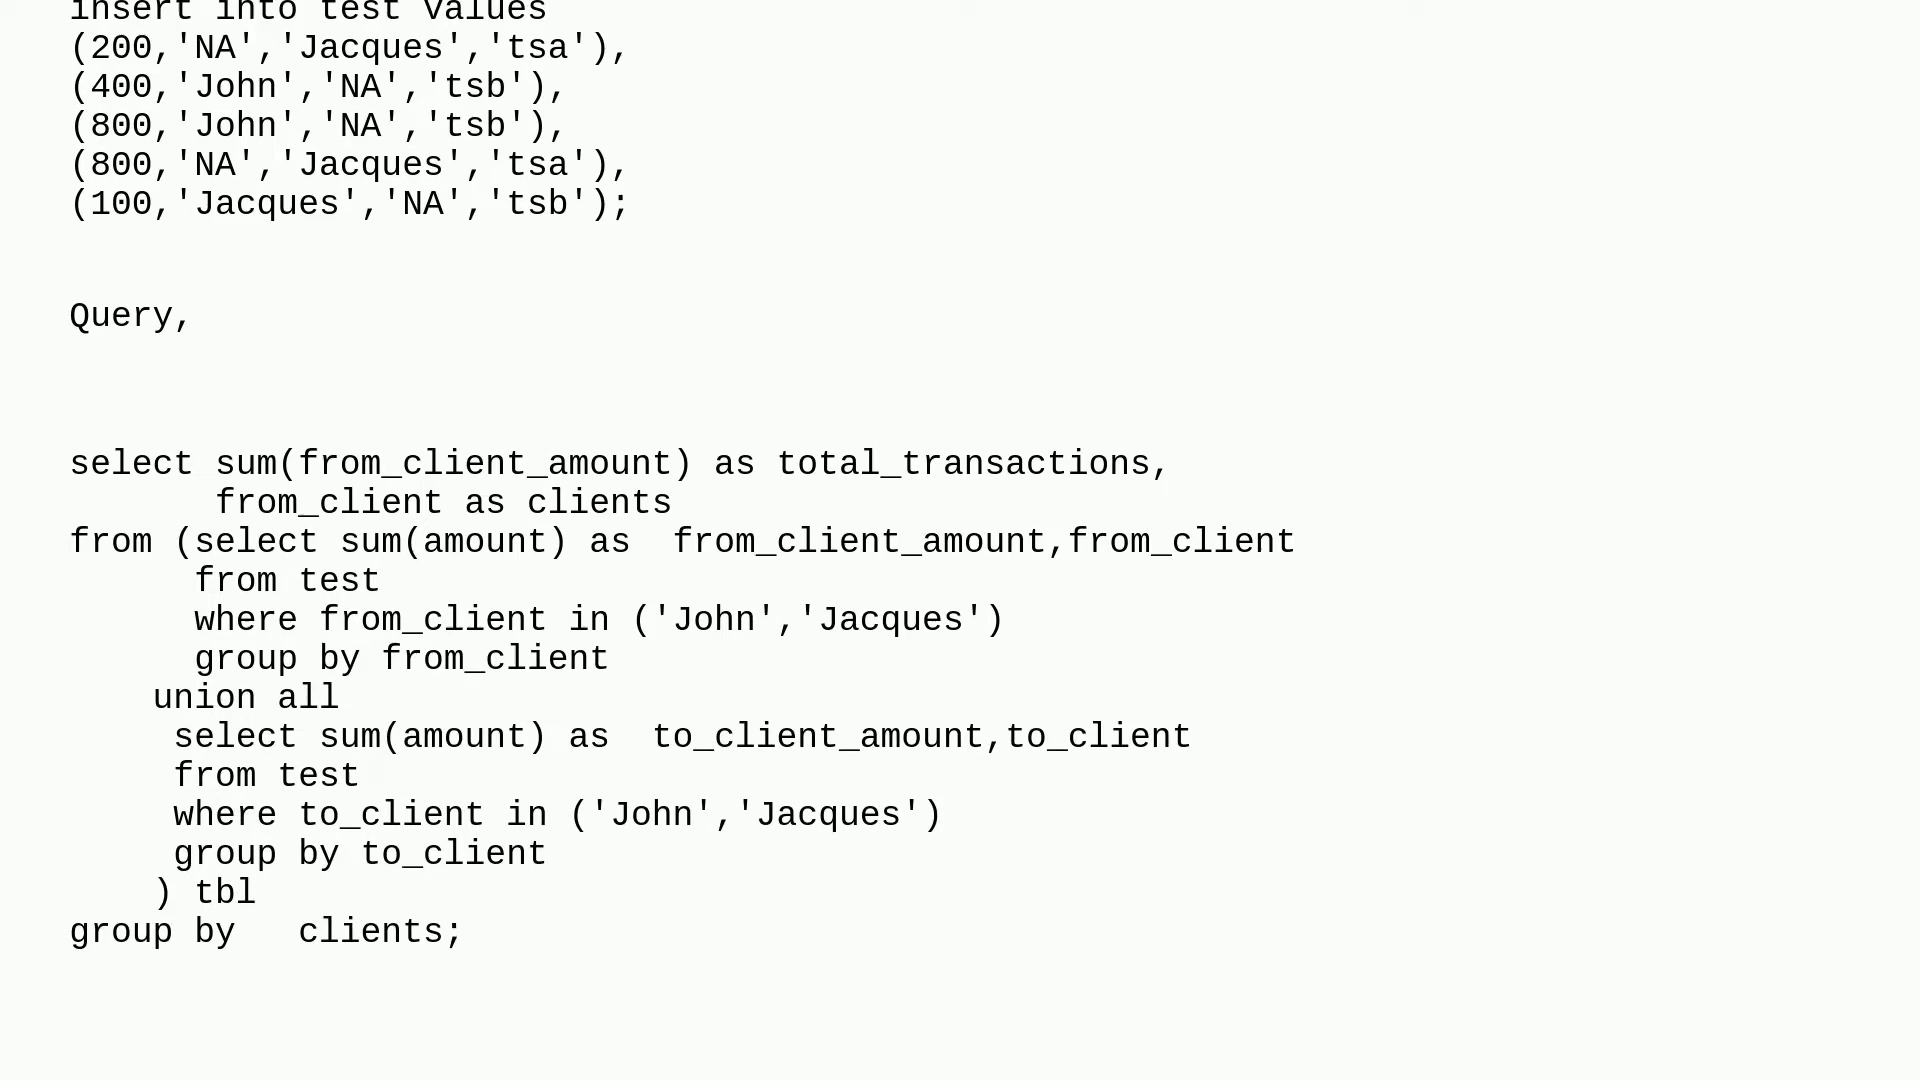 insert into test values
(200,'NA','Jacques','tsa'),
(400,'John','NA','tsb'),
(800,'John','NA','tsb'),
(800,'NA','Jacques','tsa'),
(100,'Jacques','NA','tsb');
Query,
select sum(from_client_amount) as total_transactions,
       from_client as clients
from (select sum(amount) as  from_client_amount,from_client
      from test
      where from_client in ('John','Jacques')
      group by from_client
    union all
     select sum(amount) as  to_client_amount,to_client
     from test
     where to_client in ('John','Jacques')
     group by to_client
    ) tbl
group by   clients;